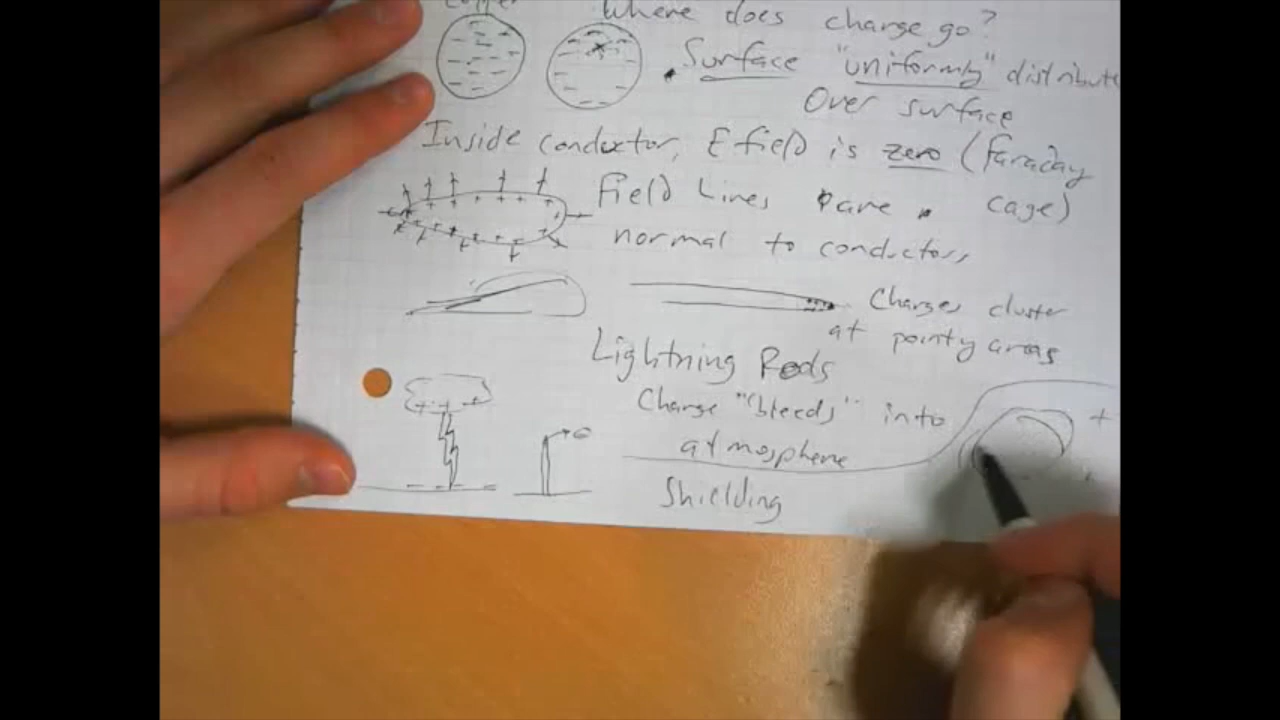 Where does charge go?
Surface "uniformly" distribute
Over surface
Inside conductor, E field is zero (Faraday
cage)
Field Lines are
normal to conductors
Charges cluster
at pointy areas
Lightning Rods
Charge "bleeds" into
atmosphere
Shielding